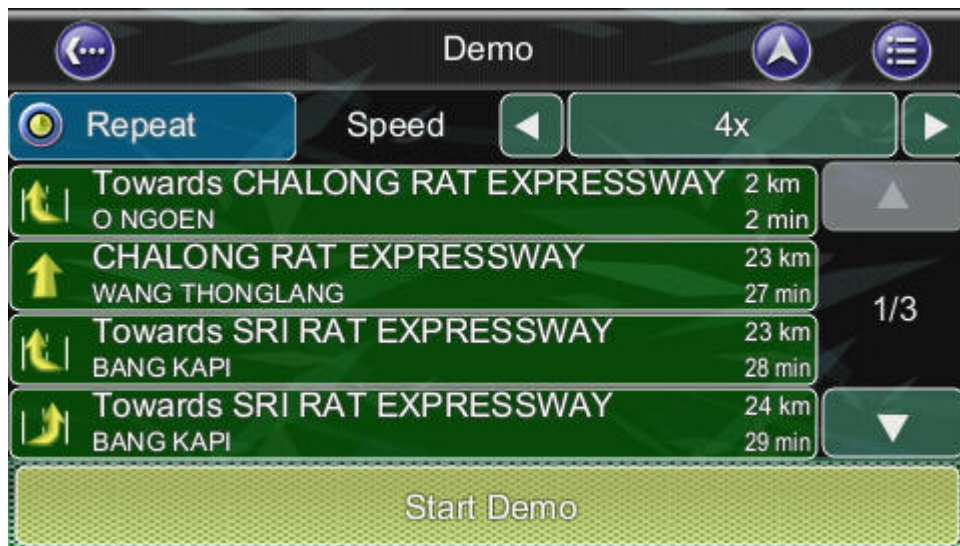 Demo
Repeat Speed 4x
Towards CHALONG RAT EXPRESSWAY 2 km
O NGOEN 2 min
CHALONG RAT EXPRESSWAY 23 km
WANG THONGLANG 27 min
1/3
Towards SRI RAT EXPRESSWAY 23 km
BANG KAPI 28 min
Towards SRI RAT EXPRESSWAY 24 km
BANG KAPI 29 min
Start Demo